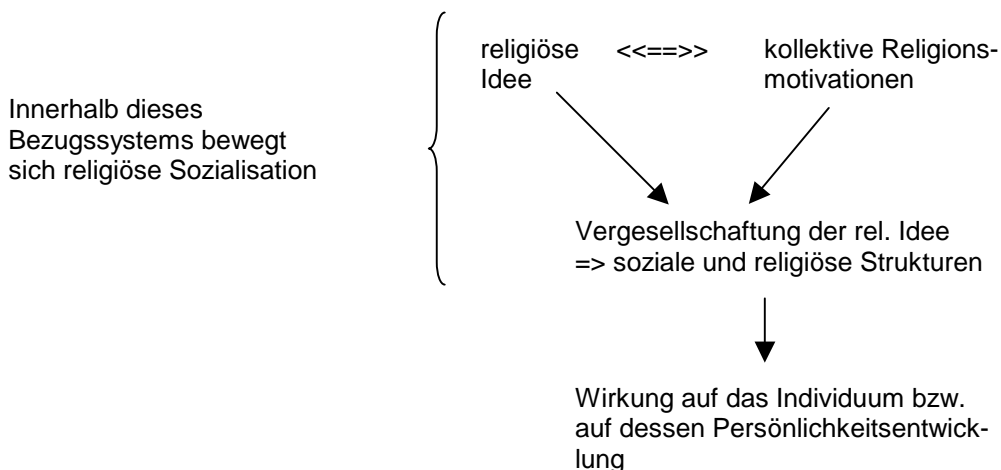 religiöse <<==>> kollektive Religions-
Idee motivationen
Innerhalb dieses
Bezugssystems bewegt
sich religiöse Sozialisation
Vergesellschaftung der rel. Idee
=> soziale und religiöse Strukturen
Wirkung auf das Individuum bzw.
auf dessen Persönlichkeitsentwick-
lung